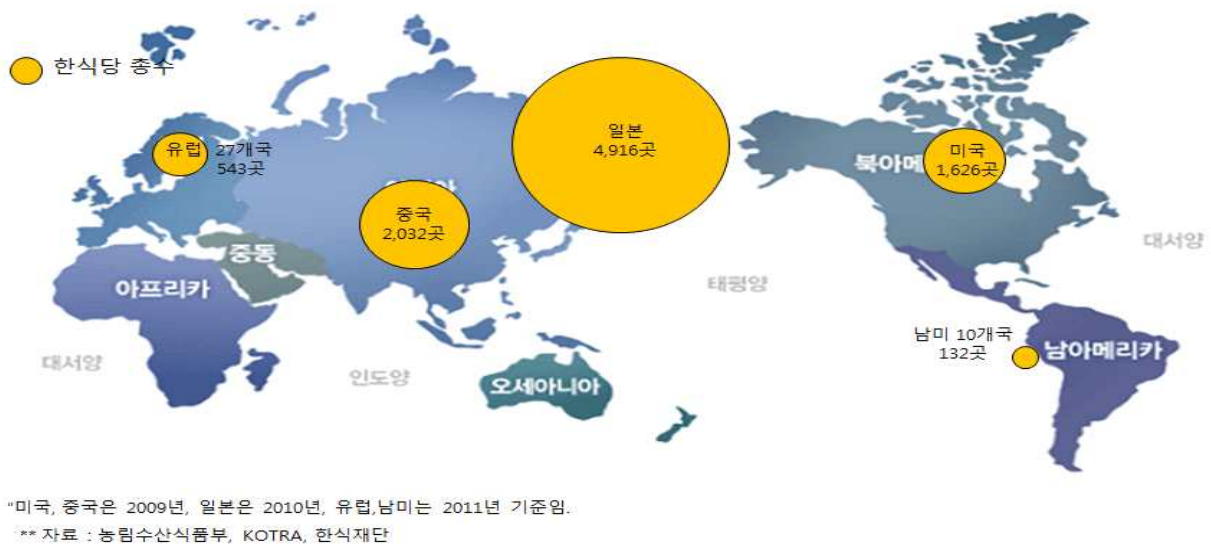 한식당 총수
일본
4,916곳
유럽 27개국
543곳
미국
1,626곳
북아메
중국
2,032곳
대서양
중동
아프리카
태평양
남미 10개국
132곳
남아메리카
대서양
인도양
오세아니아
"미국, 중국은 2009년, 일본은 2010년, 유럽,남미는 2011년 기준임.
** 자료 : 농림수산식품부, KOTRA, 한식재단